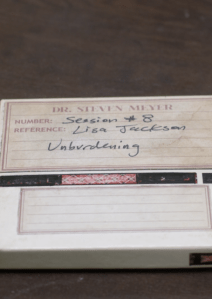 DR. STEVEN MEYER
NUMBER: Session # 8
REFERENCE: Lisa Jackson
Unburdening